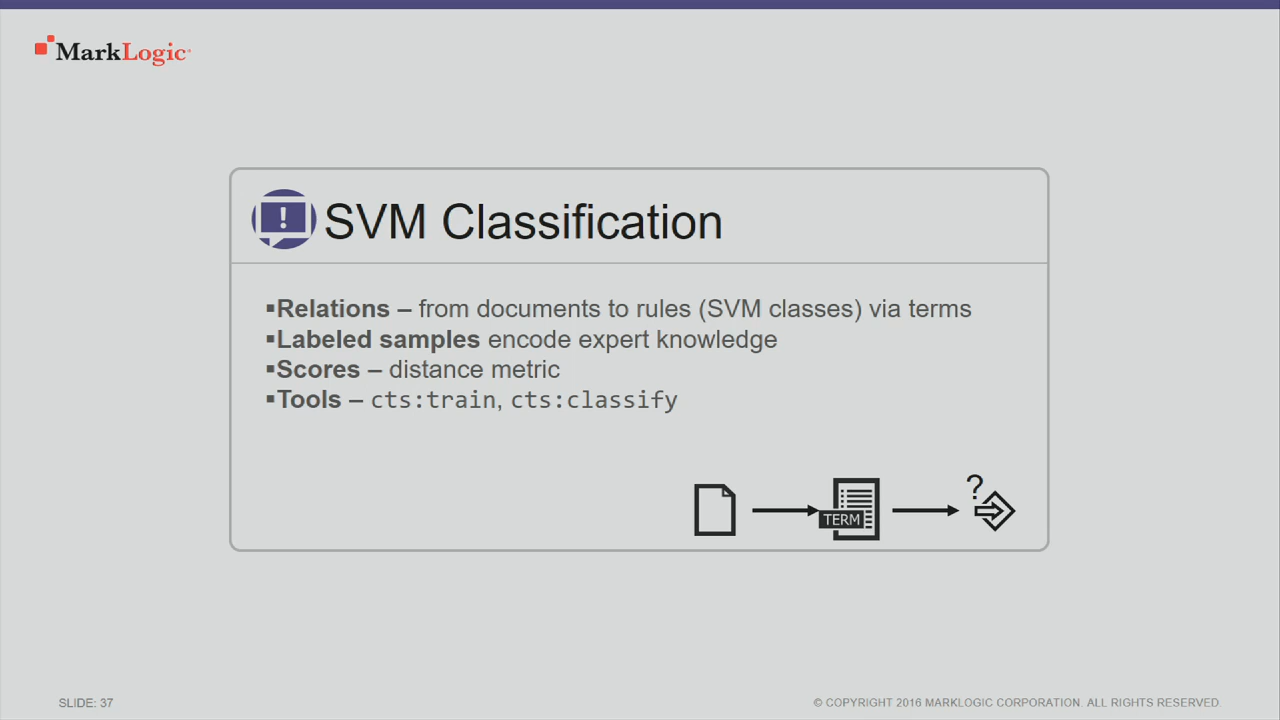 MarkLogic
! SVM Classification
▪Relations – from documents to rules (SVM classes) via terms
▪Labeled samples encode expert knowledge
▪Scores – distance metric
▪Tools – cts:train, cts:classify
?
TERM
SLIDE: 37
© COPYRIGHT 2016 MARKLOGIC CORPORATION. ALL RIGHTS RESERVED.